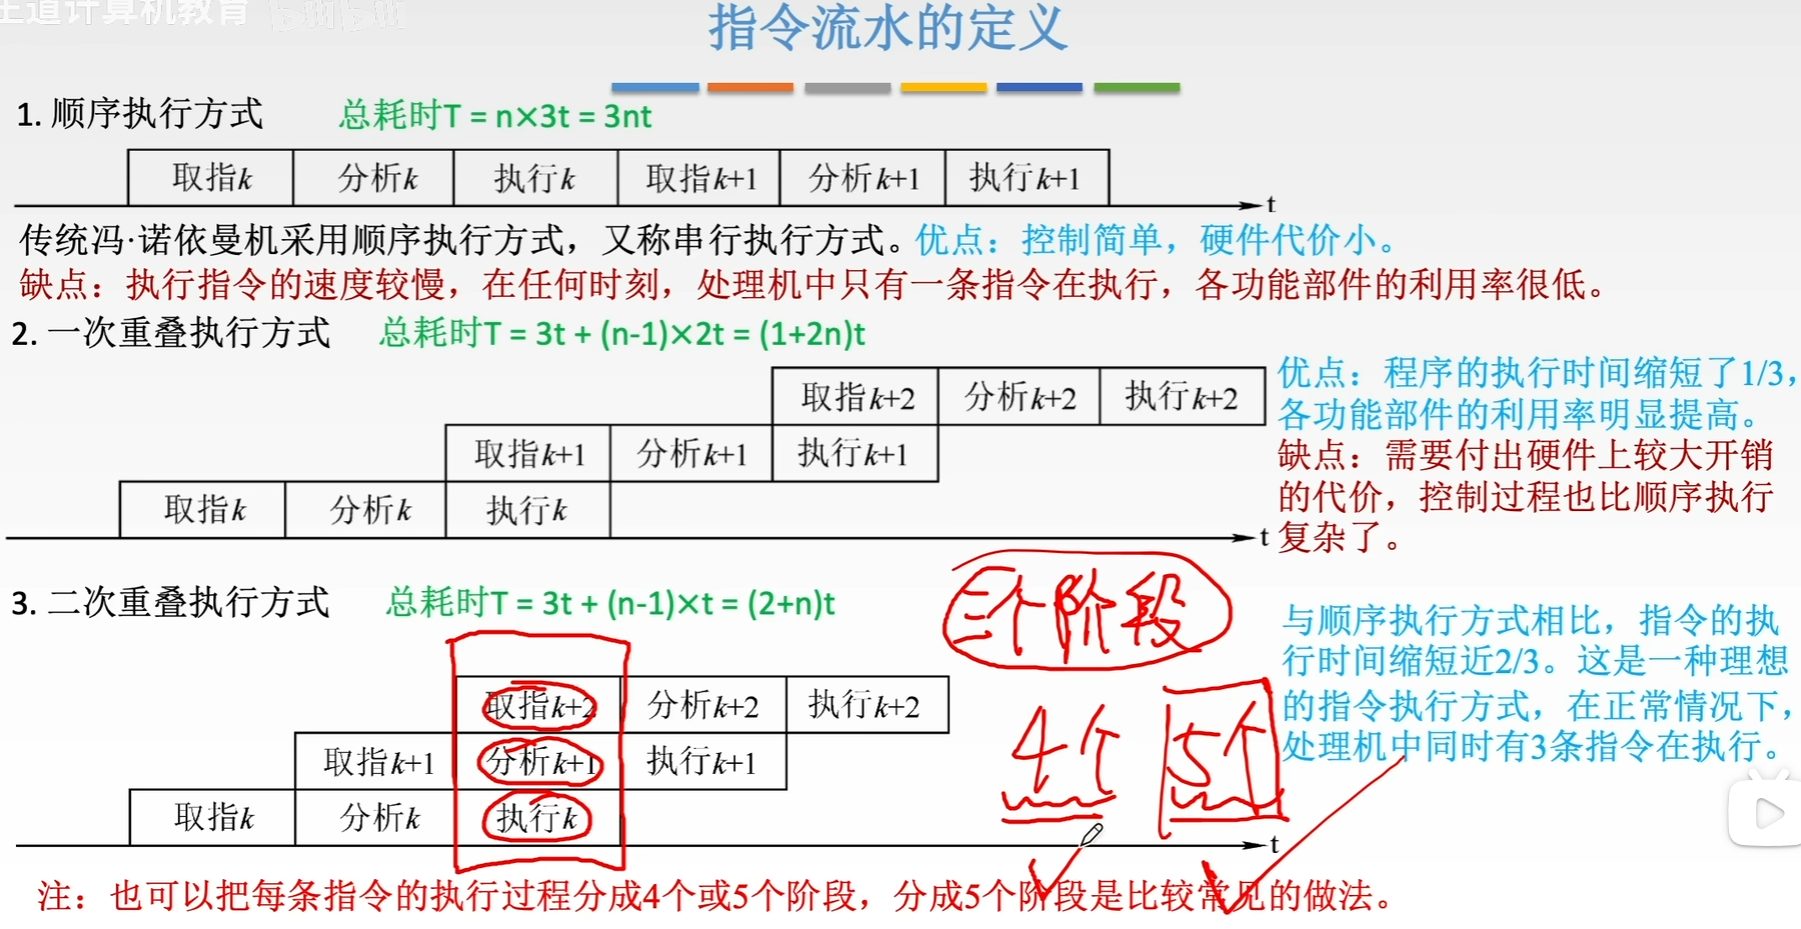 王道计算机教育 bilibili
指令流水的定义
1. 顺序执行方式 总耗时T = n×3t = 3nt
取指k 分析k 执行k 取指k+1 分析k+1 执行k+1
t
传统冯·诺依曼机采用顺序执行方式，又称串行执行方式。优点：控制简单，硬件代价小。
缺点：执行指令的速度较慢，在任何时刻，处理机中只有一条指令在执行，各功能部件的利用率很低。
2. 一次重叠执行方式 总耗时T = 3t + (n-1)×2t = (1+2n)t
取指k+2 分析k+2 执行k+2
取指k+1 分析k+1 执行k+1
取指k 分析k 执行k
t
优点：程序的执行时间缩短了1/3，
各功能部件的利用率明显提高。
缺点：需要付出硬件上较大开销
的代价，控制过程也比顺序执行
复杂了。
3. 二次重叠执行方式 总耗时T = 3t + (n-1)×t = (2+n)t
三个阶段
取指k+2 分析k+2 执行k+2
取指k+1 分析k+1 执行k+1
取指k 分析k 执行k
t
4个 5个
与顺序执行方式相比，指令的执
行时间缩短近2/3。这是一种理想
的指令执行方式，在正常情况下，
处理机中同时有3条指令在执行。
注：也可以把每条指令的执行过程分成4个或5个阶段，分成5个阶段是比较常见的做法。